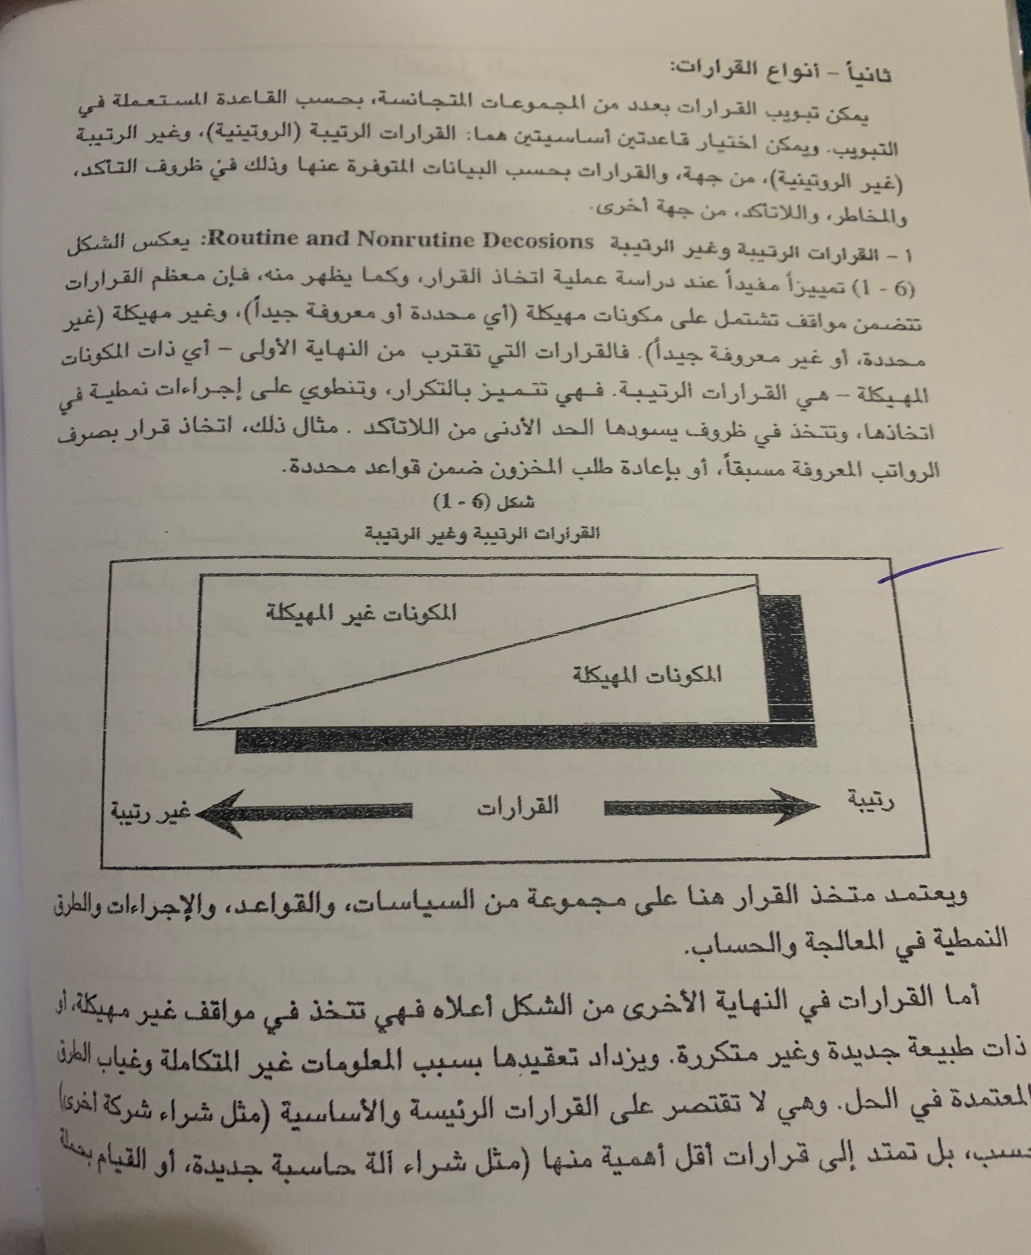 ثانياً – أنواع القرارات:
يمكن تبويب القرارات بعدد من المجموعات المتجانسة، بحسب القاعدة المستعملة في
التبويب. ويمكن اختيار قاعدتين أساسيتين هما: القرارات الرتيبة (الروتينية)، وغير الرتيبة
(غير الروتينية)، من جهة، والقرارات بحسب البيانات المتوفرة عنها وذلك في ظروف التأكد،
والمخاطر، واللاتأكد، من جهة أخرى.
أ – القرارات الرتيبة وغير الرتيبة Routine and Nonrutine Decosions: يعكس الشكل
(6 - 1) تمييزاً مفيداً عند دراسة عملية اتخاذ القرار، وكما يظهر منه، فإن معظم القرارات
تتضمن مواقف تشتمل على مكونات مهيكلة (أي محددة أو معروفة جيداً)، وغير مهيكلة (غير
محددة، أو غير معروفة جيداً). فالقرارات التي تقترب من النهاية الأولى – أي ذات المكونات
المهيكلة – هي القرارات الرتيبة. فهي تتميز بالتكرار، وتنطوي على إجراءات نمطية في
اتخاذها، وتتخذ في ظروف يسودها الحد الأدنى من اللاتأكد . مثال ذلك، اتخاذ قرار بصرف
الرواتب المعروفة مسبقاً، أو بإعادة طلب المخزون ضمن قواعد محددة.
شكل (6 - 1)
القرارات الرتيبة وغير الرتيبة
المكونات غير المهيكلة
المكونات المهيكلة
رتيبة القرارات غير رتيبة
ويعتمد متخذ القرار هنا على مجموعة من السياسات، والقواعد، والإجراءات والطرق
النمطية في المعالجة والحساب.
أما القرارات في النهاية الأخرى من الشكل أعلاه فهي تتخذ في مواقف غير مهيكلة، أو
ذات طبيعة جديدة وغير متكررة. ويزداد تعقيدها بسبب المعلومات غير المتكاملة وغياب الطرق
المعتمدة في الحل. وهي لا تقتصر على القرارات الرئيسة والأساسية (مثل شراء شركة أخرى)
حسب، بل تمتد إلى قرارات أقل أهمية منها (مثل شراء آلة حاسبة جديدة، أو القيام بحملة